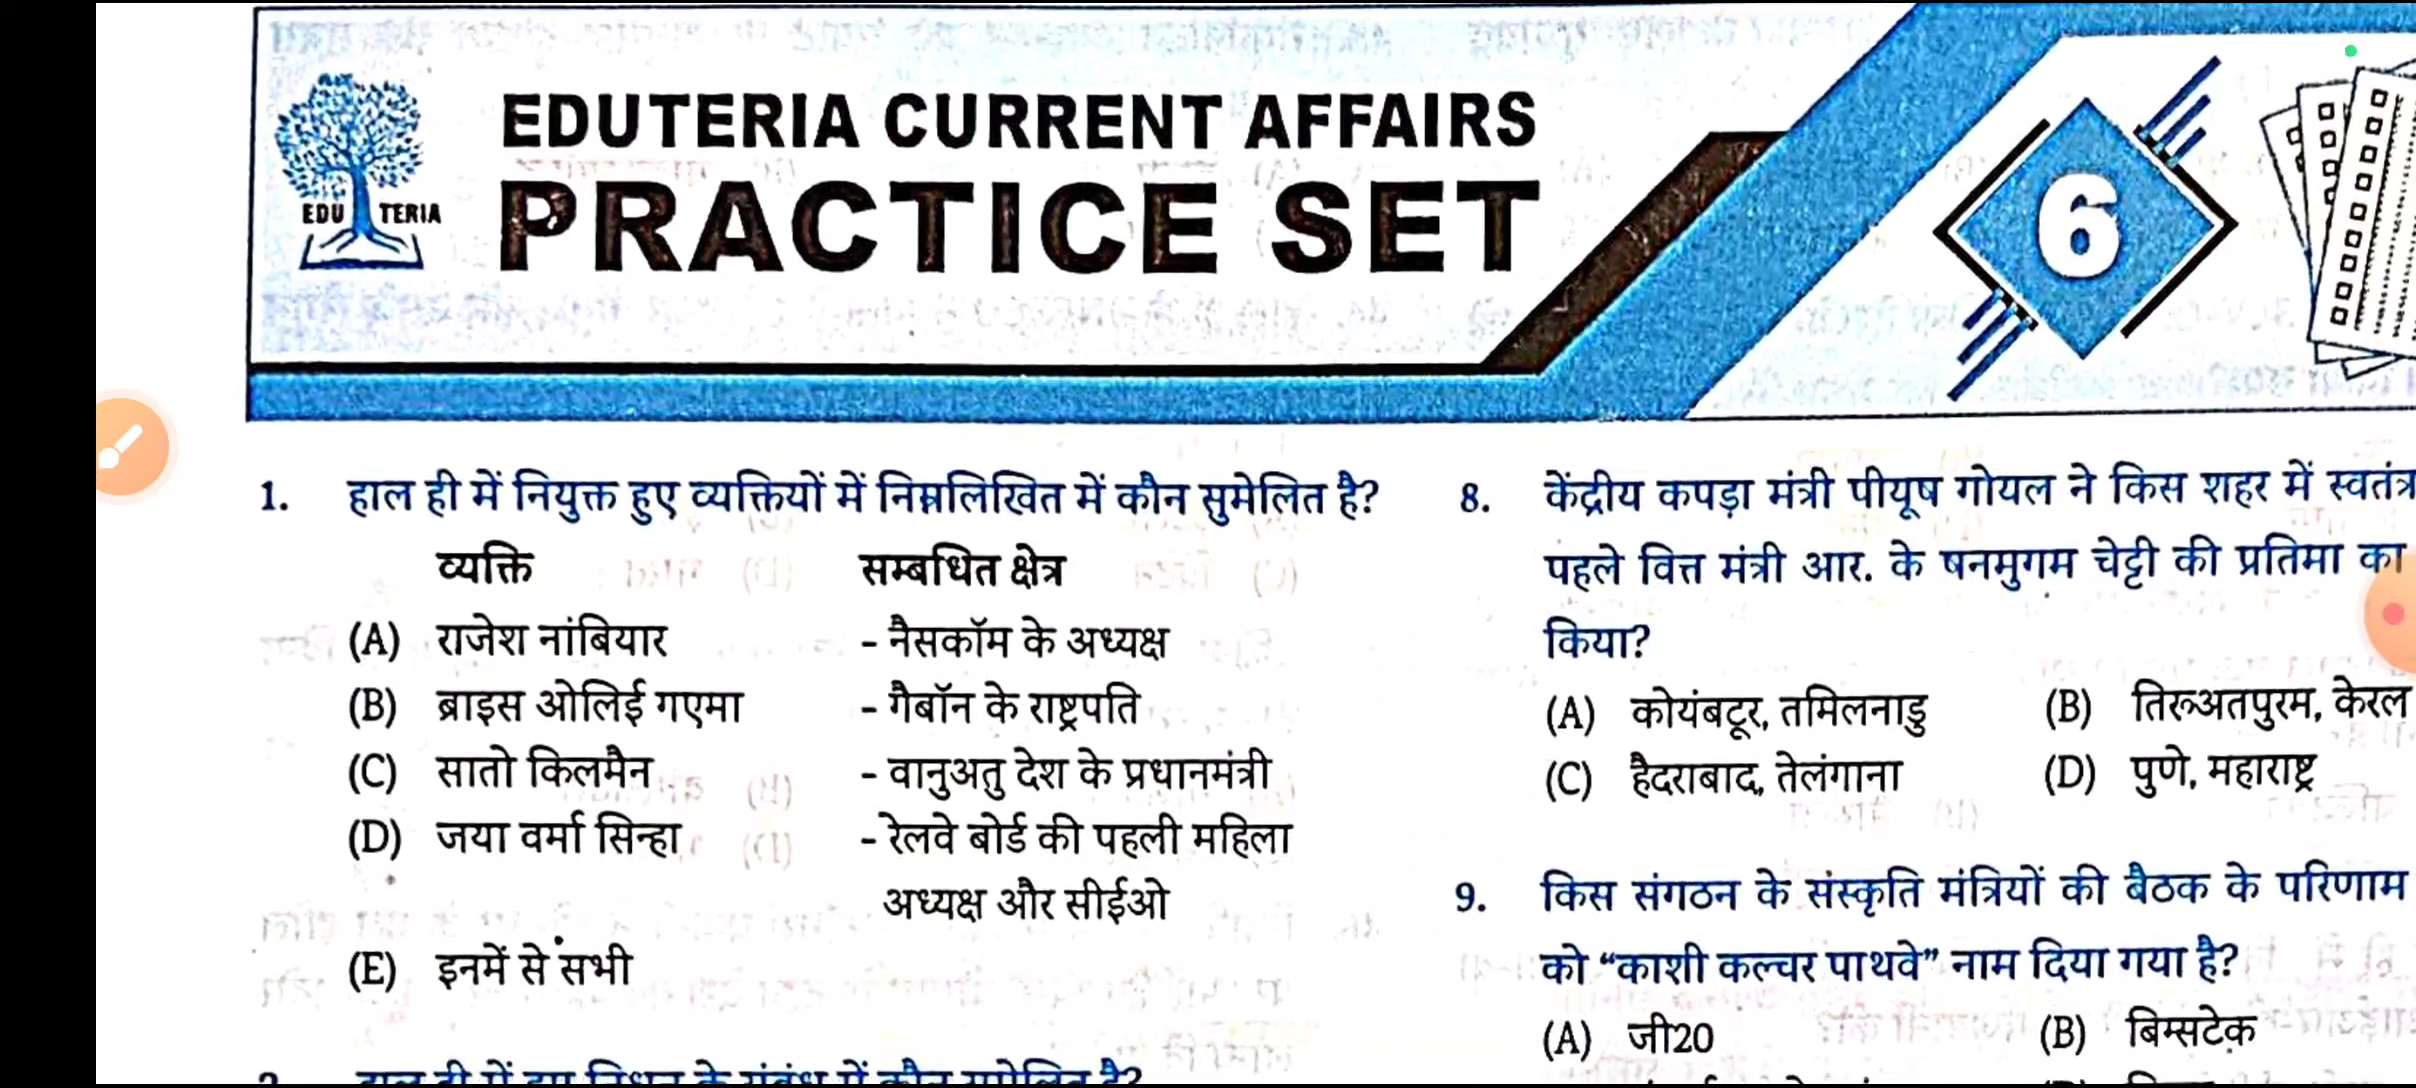 EDUTERIA CURRENT AFFAIRS
PRACTICE SET
EDU TERIA
6
1. हाल ही में नियुक्त हुए व्यक्तियों में निम्नलिखित में कौन सुमेलित है?
व्यक्ति सम्बधित क्षेत्र
(A) राजेश नांबियार - नैसकॉम के अध्यक्ष
(B) ब्राइस ओलिई गएमा - गैबॉन के राष्ट्रपति
(C) सातो किलमैन - वानुअतु देश के प्रधानमंत्री
(D) जया वर्मा सिन्हा - रेलवे बोर्ड की पहली महिला
अध्यक्ष और सीईओ
(E) इनमें से सभी
8. केंद्रीय कपड़ा मंत्री पीयूष गोयल ने किस शहर में स्वतंत्र
पहले वित्त मंत्री आर. के षनमुगम चेट्टी की प्रतिमा का
किया?
(A) कोयंबटूर, तमिलनाडु (B) तिरूअतपुरम, केरल
(C) हैदराबाद, तेलंगाना (D) पुणे, महाराष्ट्र
9. किस संगठन के संस्कृति मंत्रियों की बैठक के परिणाम
को “काशी कल्चर पाथवे” नाम दिया गया है?
(A) जी20 (B) बिम्सटेक